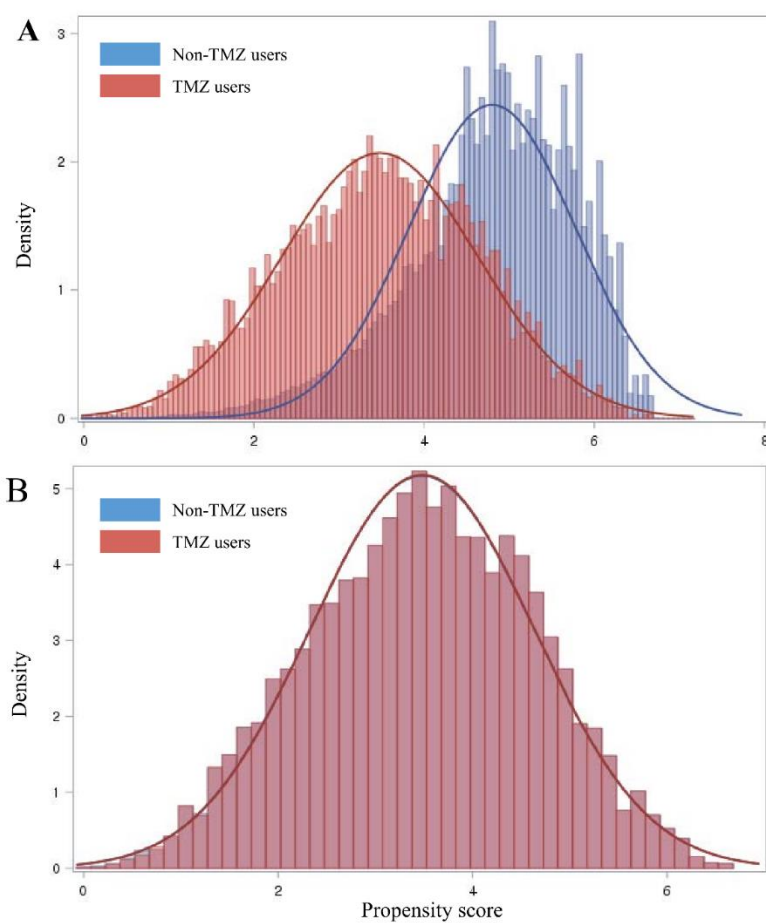 A
Non-TMZ users
TMZ users
Density
3
2
1
0
0 2 4 6 8
B
Non-TMZ users
TMZ users
Density
5
4
3
2
1
0
0 2 4 6
Propensity score